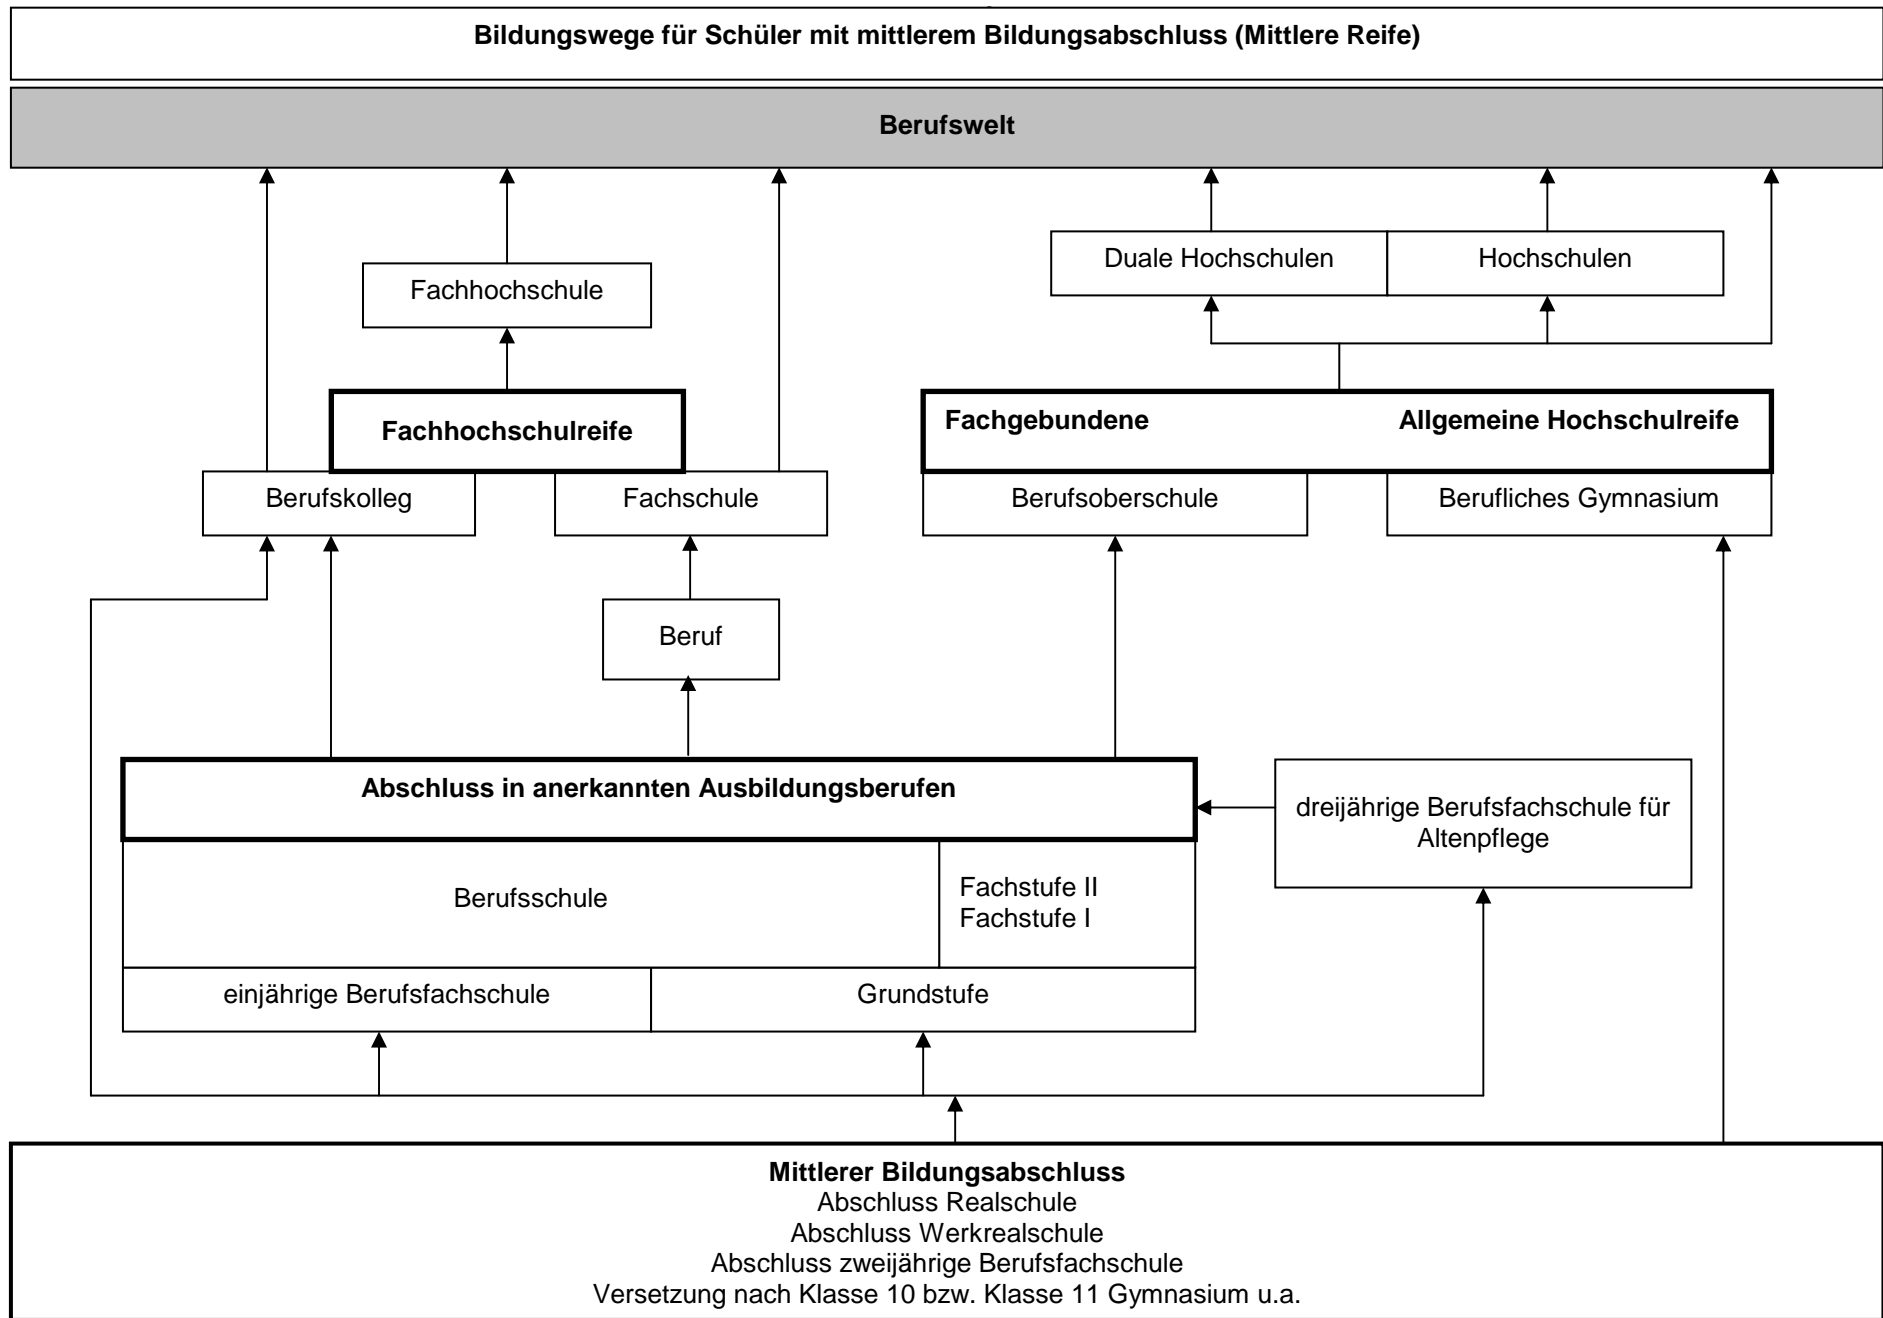 Bildungswege für Schüler mit mittlerem Bildungsabschluss (Mittlere Reife)
Berufswelt
Duale Hochschulen
Hochschulen
Fachhochschule
Fachhochschulreife
Fachgebundene
Allgemeine Hochschulreife
Berufskolleg
Fachschule
Berufsoberschule
Berufliches Gymnasium
Beruf
Abschluss in anerkannten Ausbildungsberufen
dreijährige Berufsfachschule für
Altenpflege
Berufsschule
Fachstufe II
Fachstufe I
einjährige Berufsfachschule
Grundstufe
Mittlerer Bildungsabschluss
Abschluss Realschule
Abschluss Werkrealschule
Abschluss zweijährige Berufsfachschule
Versetzung nach Klasse 10 bzw. Klasse 11 Gymnasium u.a.